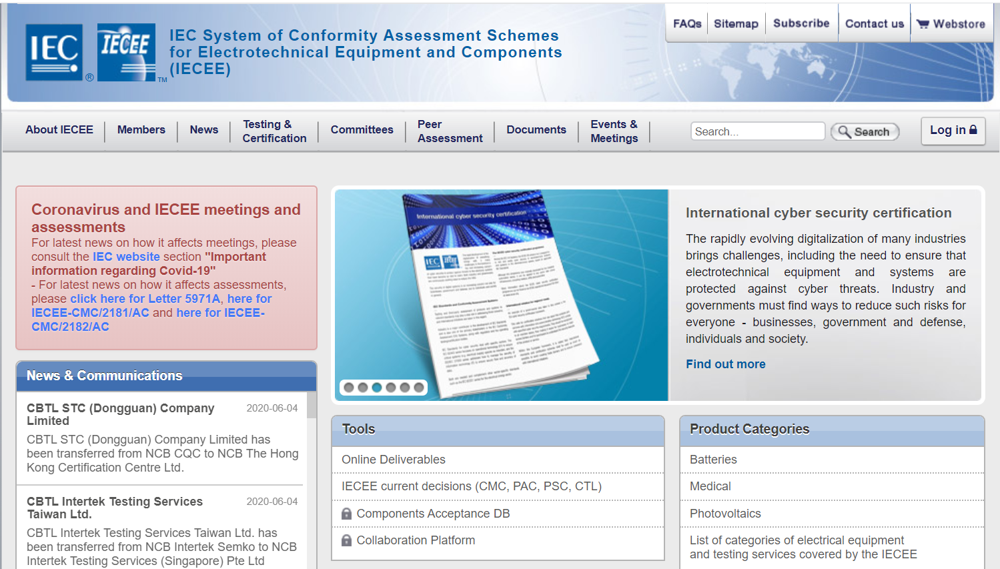 FAQs
Sitemap
Subscribe
Contact us
Webstore
IEC
®
IECEE
TM
IEC System of Conformity Assessment Schemes
for Electrotechnical Equipment and Components
(IECEE)
About IECEE
Members
News
Testing &
Certification
Committees
Peer
Assessment
Documents
Events &
Meetings
Search...
Search
Log in
Coronavirus and IECEE meetings and
assessments
For latest news on how it affects meetings, please
consult the IEC website section "Important
information regarding Covid-19"
- For latest news on how it affects assessments,
please click here for Letter 5971A, here for
IECEE-CMC/2181/AC and here for IECEE-
CMC/2182/AC
News & Communications
CBTL STC (Dongguan) Company
Limited
2020-06-04
CBTL STC (Dongguan) Company Limited has
been transferred from NCB CQC to NCB The Hong
Kong Certification Centre Ltd.
CBTL Intertek Testing Services
Taiwan Ltd.
2020-06-04
CBTL Intertek Testing Services Taiwan Ltd. has
been transferred from NCB Intertek Semko to NCB
Intertek Testing Services (Singapore) Pte Ltd
International cyber security certification
IEC
International cyber security certification
The rapidly evolving digitalization of many industries
brings challenges, including the need to ensure that
electrotechnical equipment and systems are
protected against cyber threats. Industry and
governments must find ways to reduce such risks for
everyone - businesses, government and defense,
individuals and society.
Find out more
Tools
Online Deliverables
IECEE current decisions (CMC, PAC, PSC, CTL)
Components Acceptance DB
Collaboration Platform
Product Categories
Batteries
Medical
Photovoltaics
List of categories of electrical equipment
and testing services covered by the IECEE